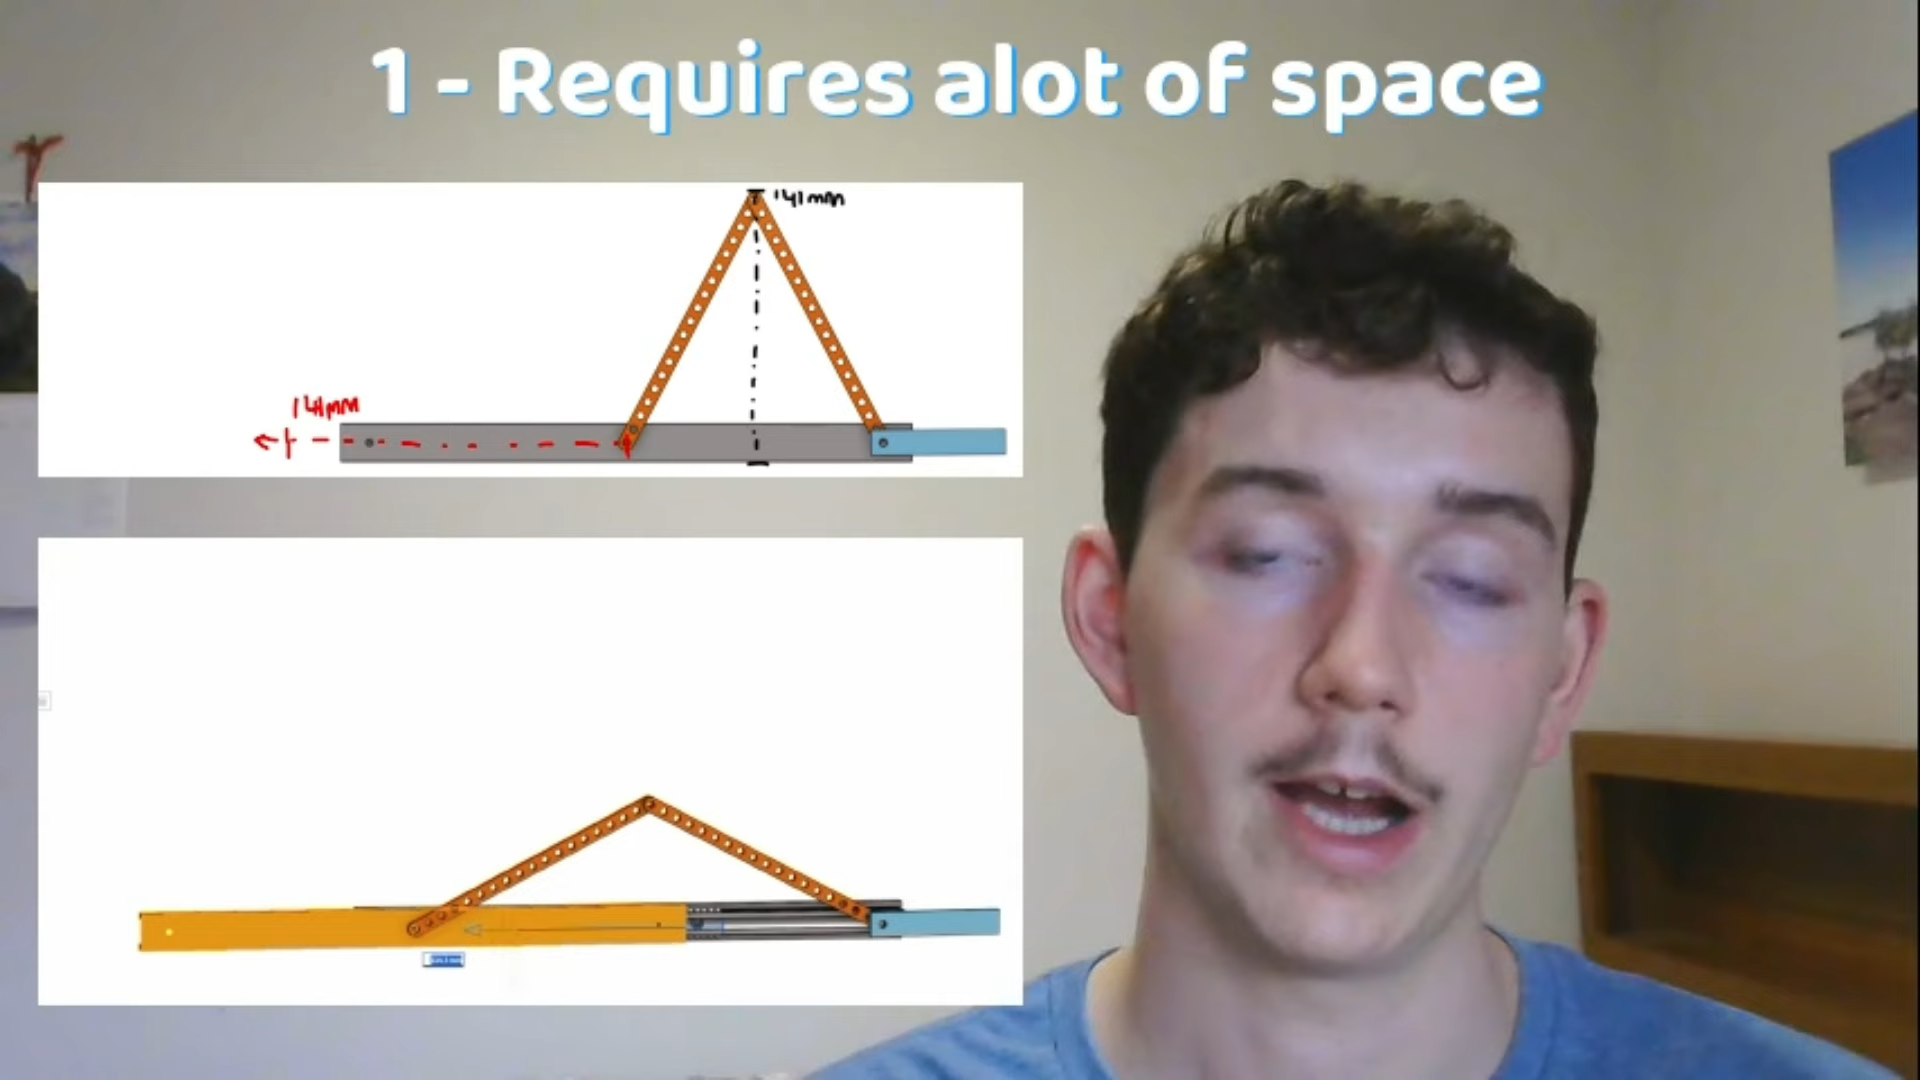 1 - Requires alot of space
141mm
141mm